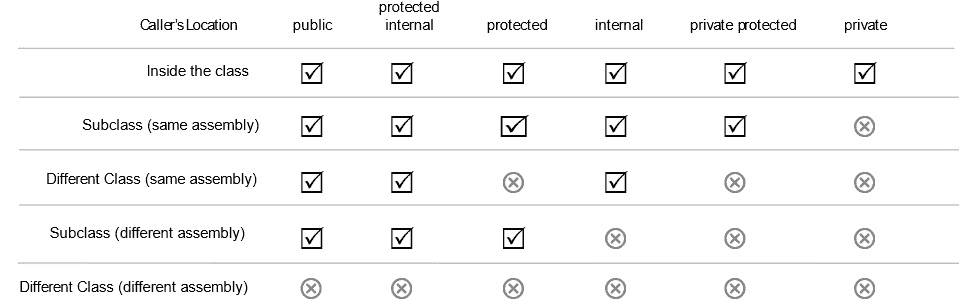 Caller's Location public protected internal protected internal private protected private
Inside the class
Subclass (same assembly)
Different Class (same assembly)
Subclass (different assembly)
Different Class (different assembly)